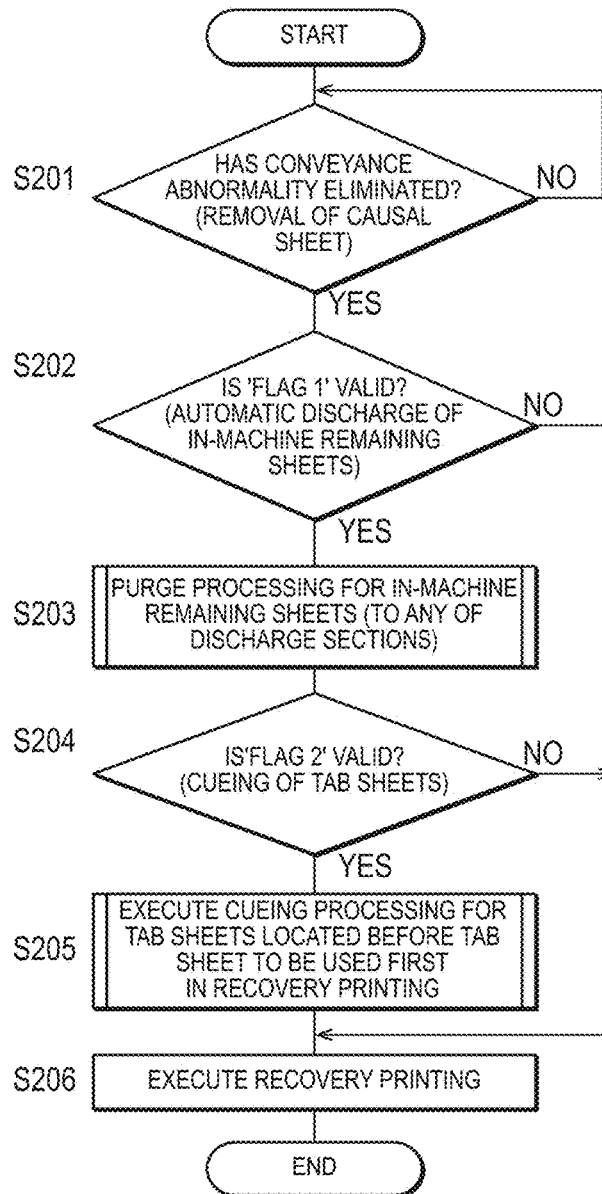 START
S201
HAS CONVEYANCE
ABNORMALITY ELIMINATED?
(REMOVAL OF CAUSAL
SHEET)
NO
YES
S202
IS 'FLAG 1' VALID?
(AUTOMATIC DISCHARGE OF
IN-MACHINE REMAINING
SHEETS)
NO
YES
S203
PURGE PROCESSING FOR IN-MACHINE
REMAINING SHEETS (TO ANY OF
DISCHARGE SECTIONS)
S204
IS'FLAG 2' VALID?
(CUEING OF TAB SHEETS)
NO
YES
S205
EXECUTE CUEING PROCESSING FOR
TAB SHEETS LOCATED BEFORE TAB
SHEET TO BE USED FIRST
IN RECOVERY PRINTING
S206
EXECUTE RECOVERY PRINTING
END